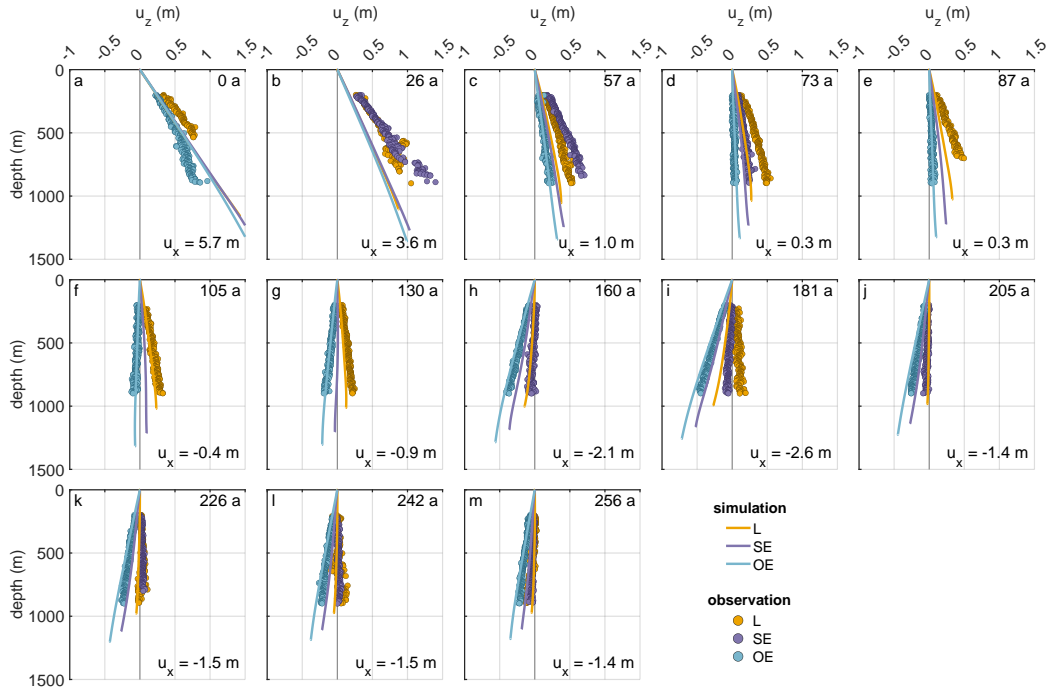 u_z (m) u_z (m) u_z (m) u_z (m) u_z (m)
-1 -0.5 0 0.5 1 1.5 -1 -0.5 0 0.5 1 1.5 -1 -0.5 0 0.5 1 1.5 -1 -0.5 0 0.5 1 1.5 -1 -0.5 0 0.5 1 1.5
0
500
1000
1500
depth (m)
a 0 a
u_x = 5.7 m
b 26 a
u_x = 3.6 m
c 57 a
u_x = 1.0 m
d 73 a
u_x = 0.3 m
e 87 a
u_x = 0.3 m
0
500
1000
1500
depth (m)
f 105 a
u_x = -0.4 m
g 130 a
u_x = -0.9 m
h 160 a
u_x = -2.1 m
i 181 a
u_x = -2.6 m
j 205 a
u_x = -1.4 m
0
500
1000
1500
depth (m)
k 226 a
u_x = -1.5 m
l 242 a
u_x = -1.5 m
m 256 a
u_x = -1.4 m
simulation
L
SE
OE
observation
L
SE
OE